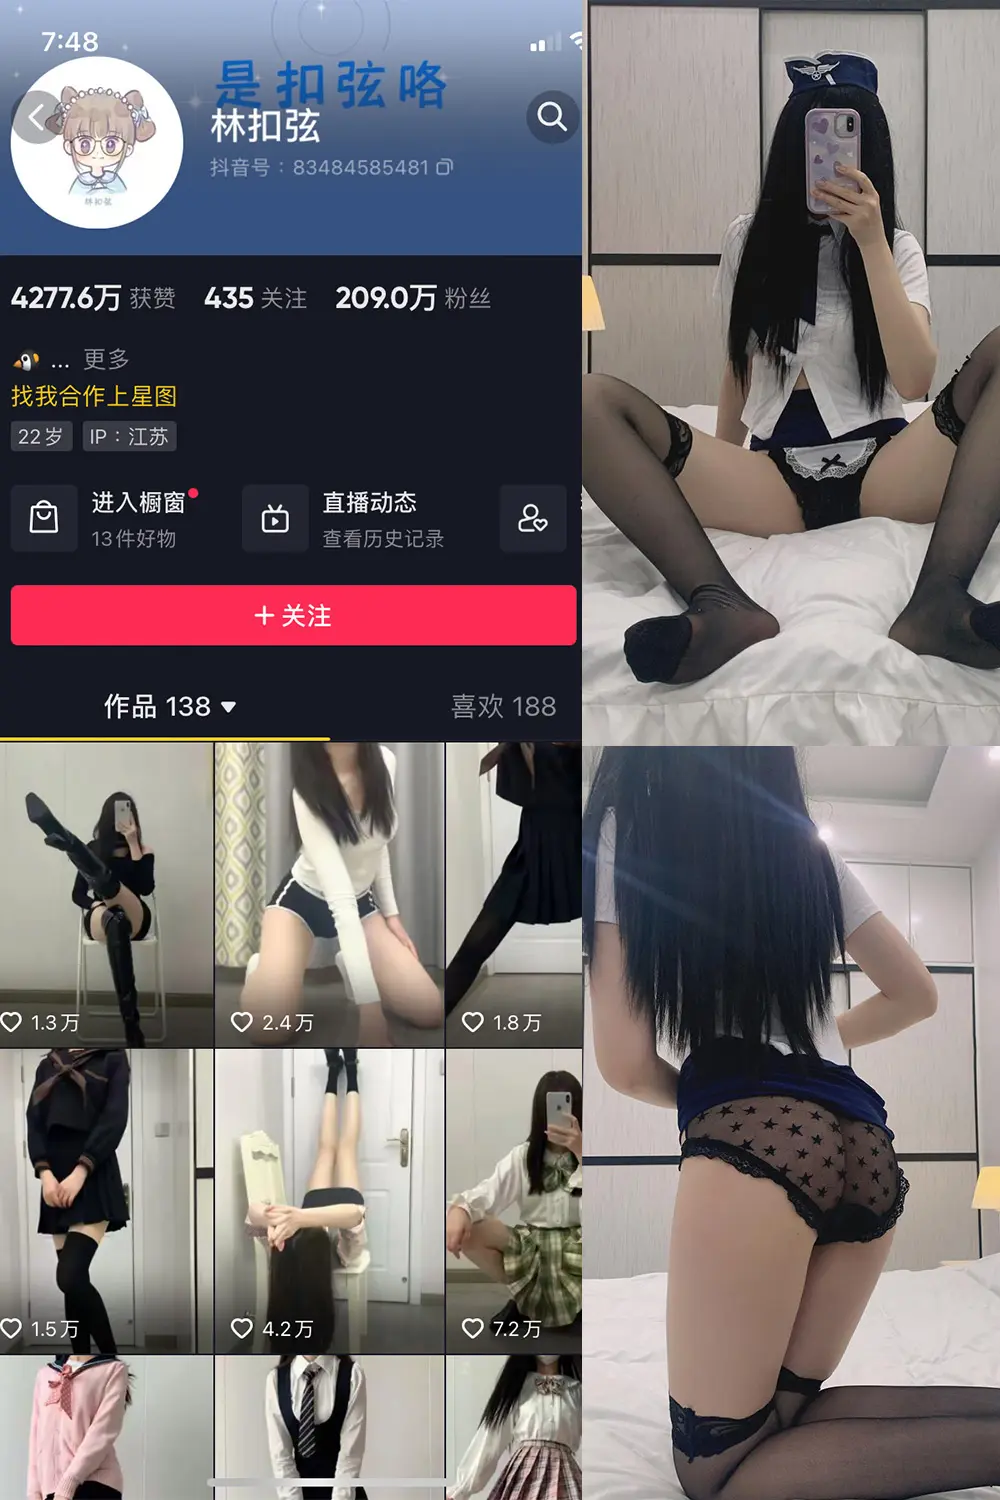 7:48
是扣弦咯
林扣弦
抖音号：83484585481
林扣弦
4277.6万 获赞 435 关注 209.0万 粉丝
... 更多
找我合作上星图
22岁 IP：江苏
进入橱窗 直播动态
13件好物 查看历史记录
+ 关注
作品 138 喜欢 188
1.3万 2.4万 1.8万
1.5万 4.2万 7.2万